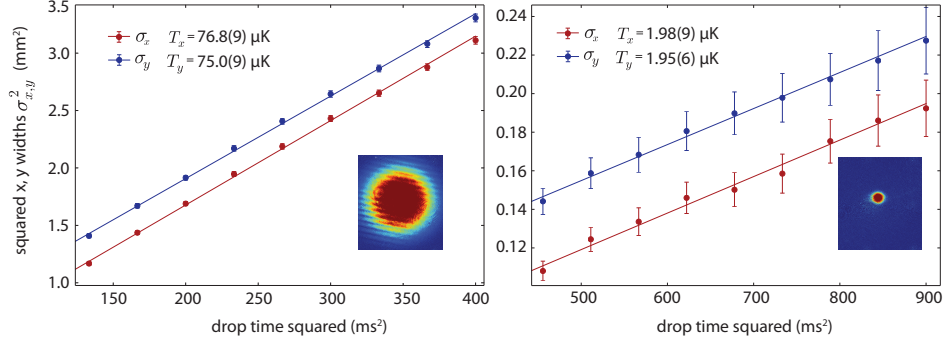 squared x, y widths σ²x,y (mm²)
3.5
3.0
2.5
2.0
1.5
1.0
σx Tx = 76.8(9) µK
σy Ty = 75.0(9) µK
150 200 250 300 350 400
drop time squared (ms²)
0.24
0.22
0.20
0.18
0.16
0.14
0.12
σx Tx = 1.98(9) µK
σy Ty = 1.95(6) µK
500 600 700 800 900
drop time squared (ms²)